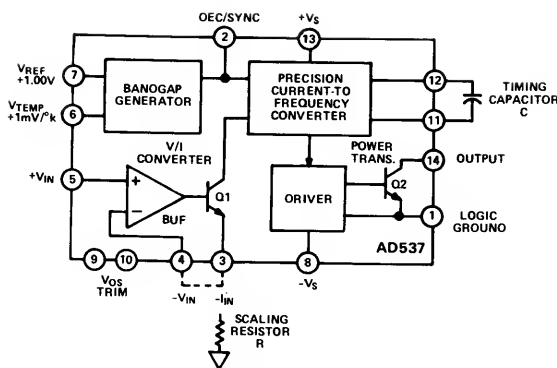 OEC/SYNC
+VS
2
13
VREF
+1.00V
7
BANOGAP
GENERATOR
PRECISION
CURRENT-TO
FREQUENCY
CONVERTER
12
TIMING
CAPACITOR
C
VTEMP
+1mV/°k
6
11
V/I
CONVERTER
POWER
TRANS.
14
OUTPUT
+VIN
5
+
−
BUF
Q1
ORIVER
Q2
1
LOGIC
GROUNO
AD537
9
10
4
3
8
VOS
TRIM
−VIN
−IIN
−VS
SCALING
RESISTOR
R